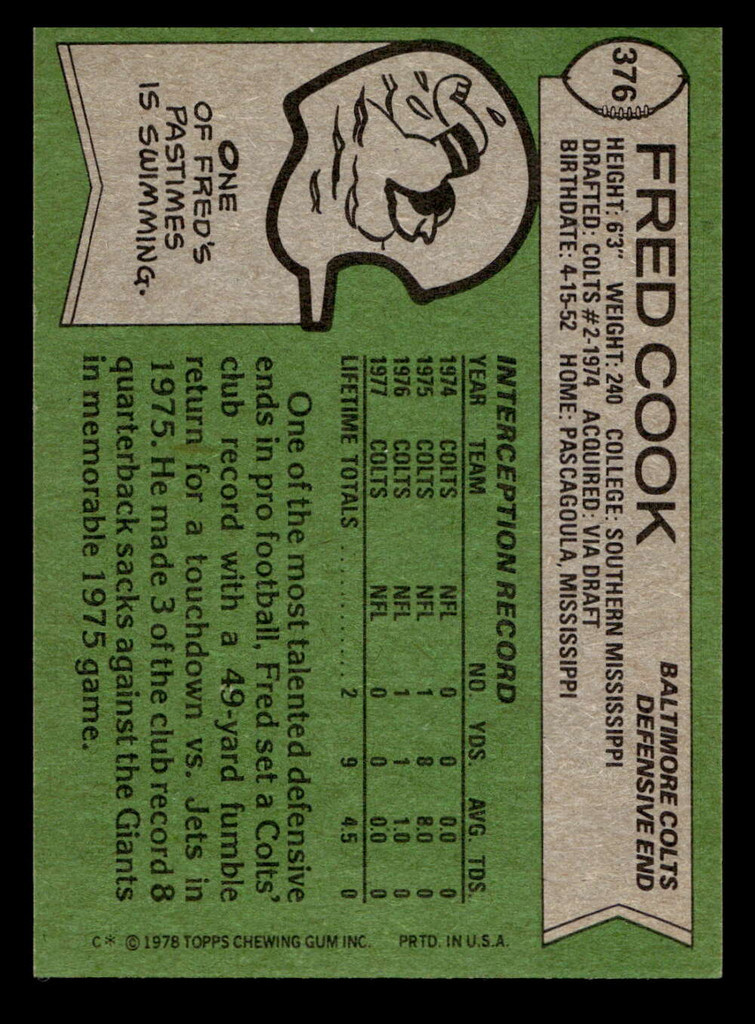 376
FRED COOK
BALTIMORE COLTS
DEFENSIVE END
HEIGHT: 6'3" WEIGHT: 240 COLLEGE: SOUTHERN MISSISSIPPI
DRAFTED: COLTS #2-1974 ACQUIRED: VIA DRAFT
BIRTHDATE: 4-15-52 HOME: PASCAGOULA, MISSISSIPPI
ONE
OF FRED'S
PASTIMES
IS SWIMMING.
INTERCEPTION RECORD
YEAR TEAM NO. YDS. AVG. TDS.
1974 COLTS NFL 0 0 0.0 0
1975 COLTS NFL 1 8 8.0 0
1976 COLTS NFL 1 1 1.0 0
1977 COLTS NFL 0 0 0.0 0
LIFETIME TOTALS ............ 2 9 4.5 0
One of the most talented defensive
ends in pro football, Fred set a Colts'
club record with a 49-yard fumble
return for a touchdown vs. Jets in
1975. He made 3 of the club record 8
quarterback sacks against the Giants
in memorable 1975 game.
C* © 1978 TOPPS CHEWING GUM INC. PRTD. IN U.S.A.